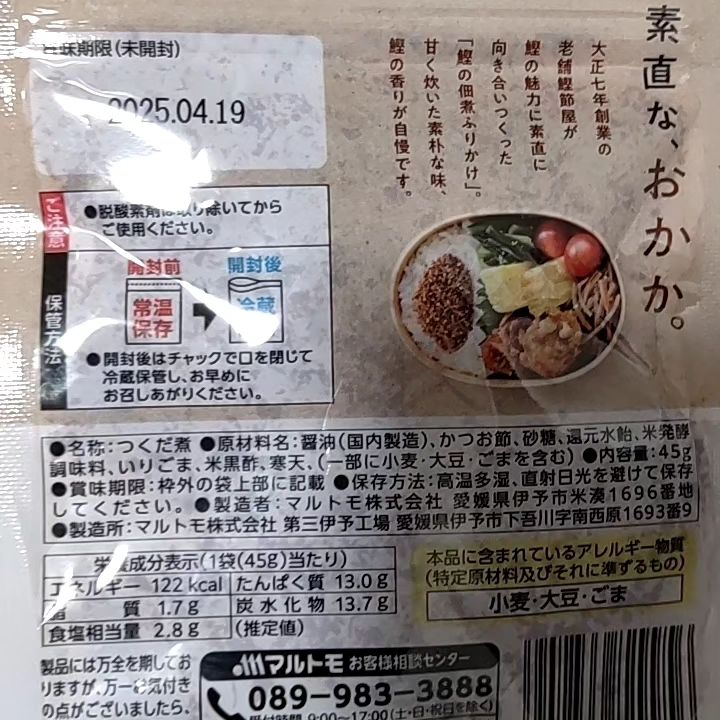 賞味期限(未開封)
2025.04.19
素直な、おかか。
大正七年創業の
老舗鰹節屋が
鰹の魅力に素直に
向き合いつくった
「鰹の佃煮ふりかけ」。
甘く炊いた素朴な味、
鰹の香りが自慢です。
ご注意
●脱酸素剤は取り除いてから
ご使用ください。
保管方法
開封前
開封後
常温
保存
冷蔵
●開封後はチャックで口を閉じて
冷蔵保管し、お早めに
お召しあがりください。
●名称:つくだ煮 ●原材料名:醤油(国内製造)、かつお節、砂糖、還元水飴、米発酵
調味料、いりごま、米黒酢、寒天、(一部に小麦・大豆・ごまを含む) ●内容量:45g
●賞味期限:枠外の袋上部に記載 ●保存方法:高温多湿、直射日光を避けて保存
してください。●製造者:マルトモ株式会社 愛媛県伊予市米湊1696番地
●製造所:マルトモ株式会社 第三伊予工場 愛媛県伊予市下吾川字南西原1693番9
栄養成分表示(1袋(45g)当たり)
エネルギー 122 kcal たんぱく質 13.0 g
脂質 1.7 g 炭水化物 13.7 g
食塩相当量 2.8 g (推定値)
本品に含まれているアレルギー物質
(特定原材料及びそれに準ずるもの)
小麦・大豆・ごま
製品には万全を期してお
りますが、万一お気付き
の点がございましたら、
マルトモ お客様相談センター
089-983-3888
受付時間 9:00~17:00(土・日・祝日を除く)